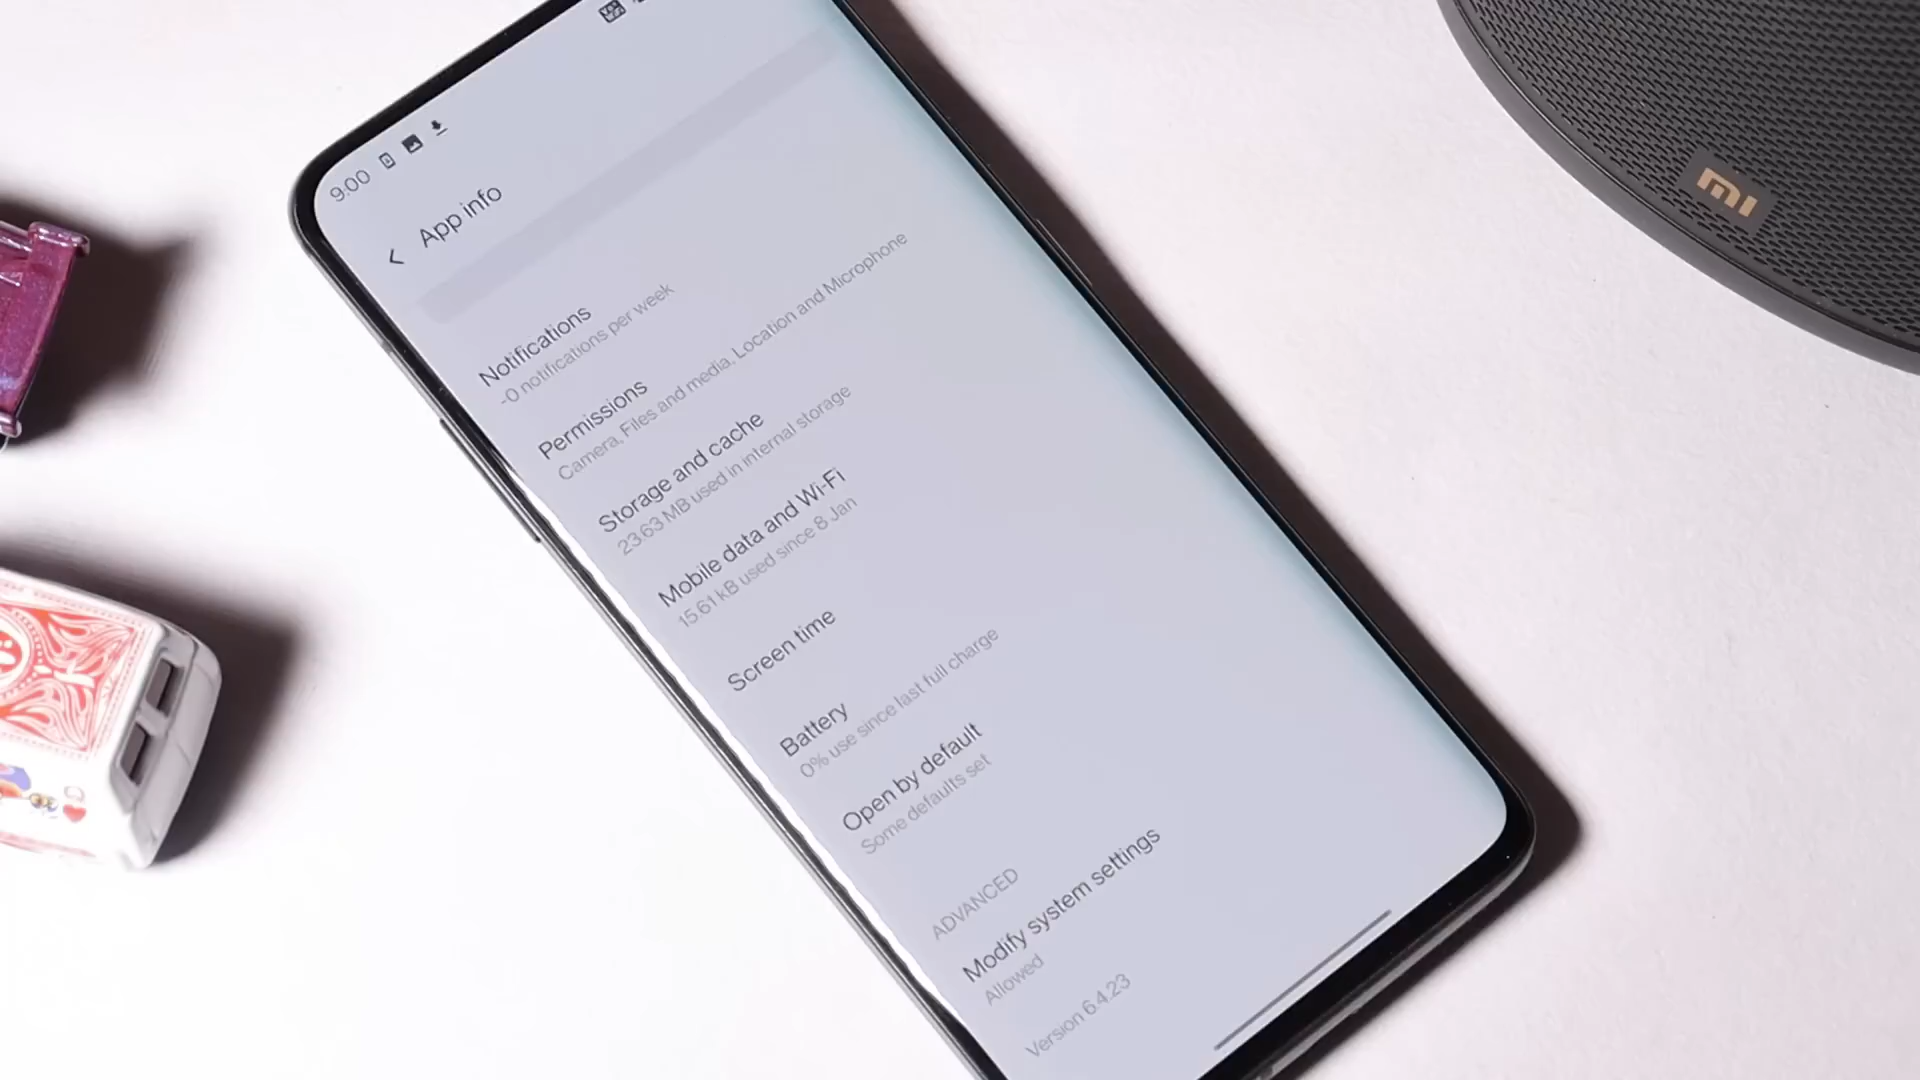 9:00
App info
Notifications
~0 notifications per week
Permissions
Camera, Files and media, Location and Microphone
Storage and cache
23.63 MB used in internal storage
Mobile data and Wi-Fi
15.61 kB used since 8 Jan
Screen time
Battery
0% use since last full charge
Open by default
Some defaults set
ADVANCED
Modify system settings
Allowed
Version 6.4.23
mi